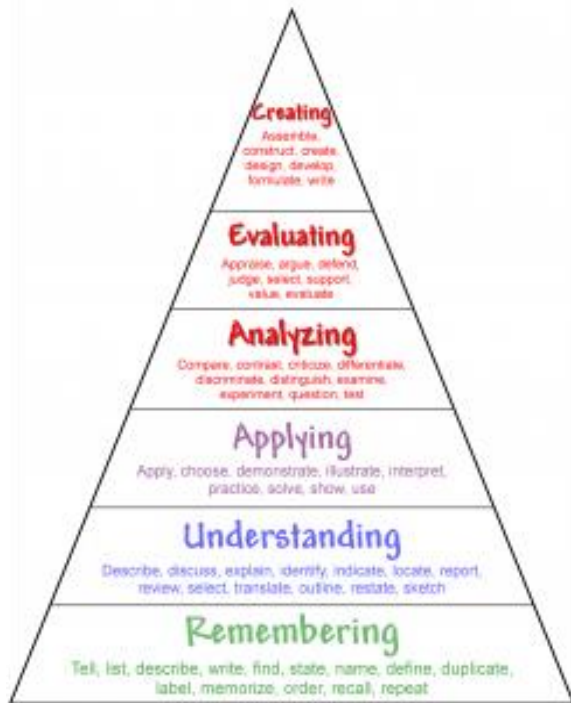 Creating
Assemble,
construct, create,
design, develop,
formulate, write
Evaluating
Appraise, argue, defend,
judge, select, support,
value, evaluate
Analyzing
Compare, contrast, criticize, differentiate,
discriminate, distinguish, examine,
experiment, question, test
Applying
Apply, choose, demonstrate, illustrate, interpret,
practice, solve, show, use
Understanding
Describe, discuss, explain, identify, indicate, locate, report,
review, select, translate, outline, restate, sketch
Remembering
Tell, list, describe, write, find, state, name, define, duplicate,
label, memorize, order, recall, repeat